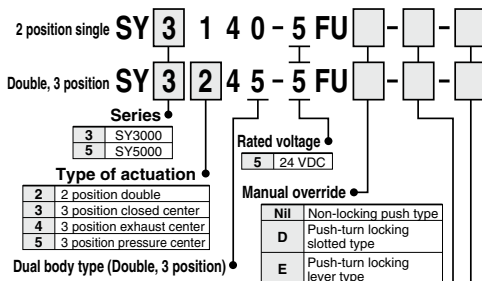 2 position single SY 3 1 4 0 - 5 FU - -
Double, 3 position SY 3 2 4 5 - 5 FU - -
Series
3 SY3000
5 SY5000
Rated voltage
5 24 VDC
Type of actuation
2 2 position double
3 3 position closed center
4 3 position exhaust center
5 3 position pressure center
Manual override
Nil Non-locking push type
D Push-turn locking
slotted type
E Push-turn locking
lever type
Dual body type (Double, 3 position)